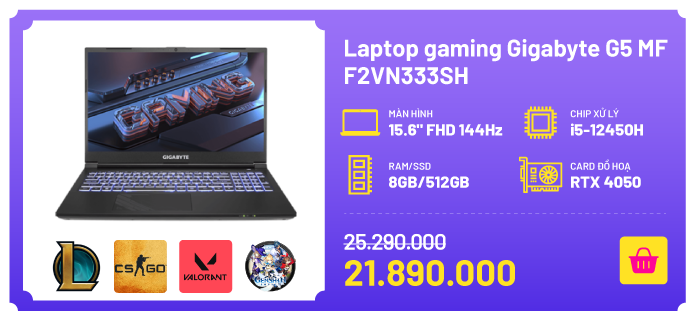 Laptop gaming Gigabyte G5 MF
F2VN333SH
MÀN HÌNH
15.6" FHD 144Hz
CHIP XỬ LÝ
i5-12450H
RAM/SSD
8GB/512GB
CARD ĐỒ HOẠ
RTX 4050
25.290.000
21.890.000
GAMING
GIGABYTE
L
CS GO
VALORANT
GENSHIN